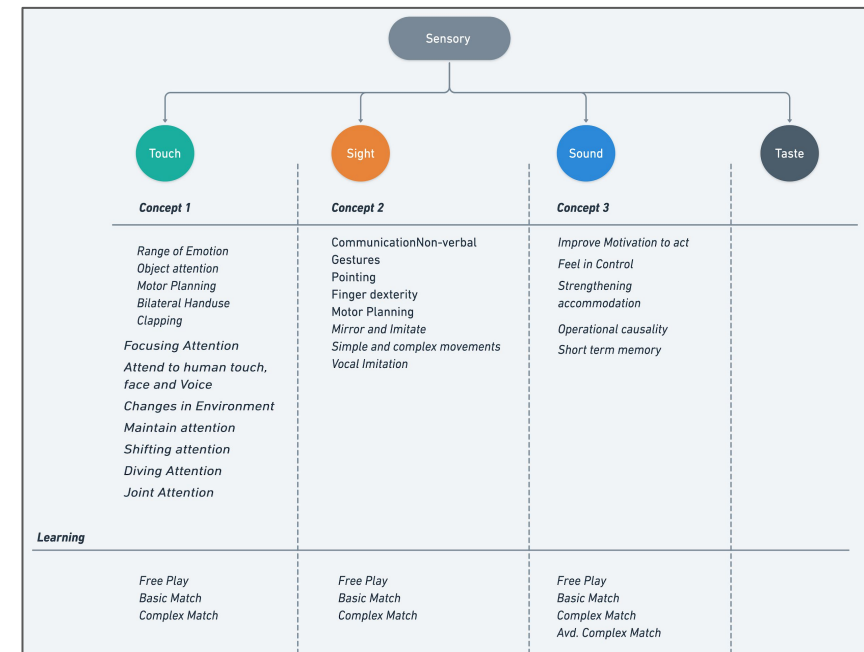 Sensory
Touch
Sight
Sound
Taste
Concept 1
Concept 2
Concept 3
Range of Emotion
Object attention
Motor Planning
Bilateral Handuse
Clapping
Focusing Attention
Attend to human touch,
face and Voice
Changes in Environment
Maintain attention
Shifting attention
Diving Attention
Joint Attention
CommunicationNon-verbal
Gestures
Pointing
Finger dexterity
Motor Planning
Mirror and Imitate
Simple and complex movements
Vocal Imitation
Improve Motivation to act
Feel in Control
Strengthening
accommodation
Operational causality
Short term memory
Learning
Free Play
Basic Match
Complex Match
Free Play
Basic Match
Complex Match
Free Play
Basic Match
Complex Match
Avd. Complex Match